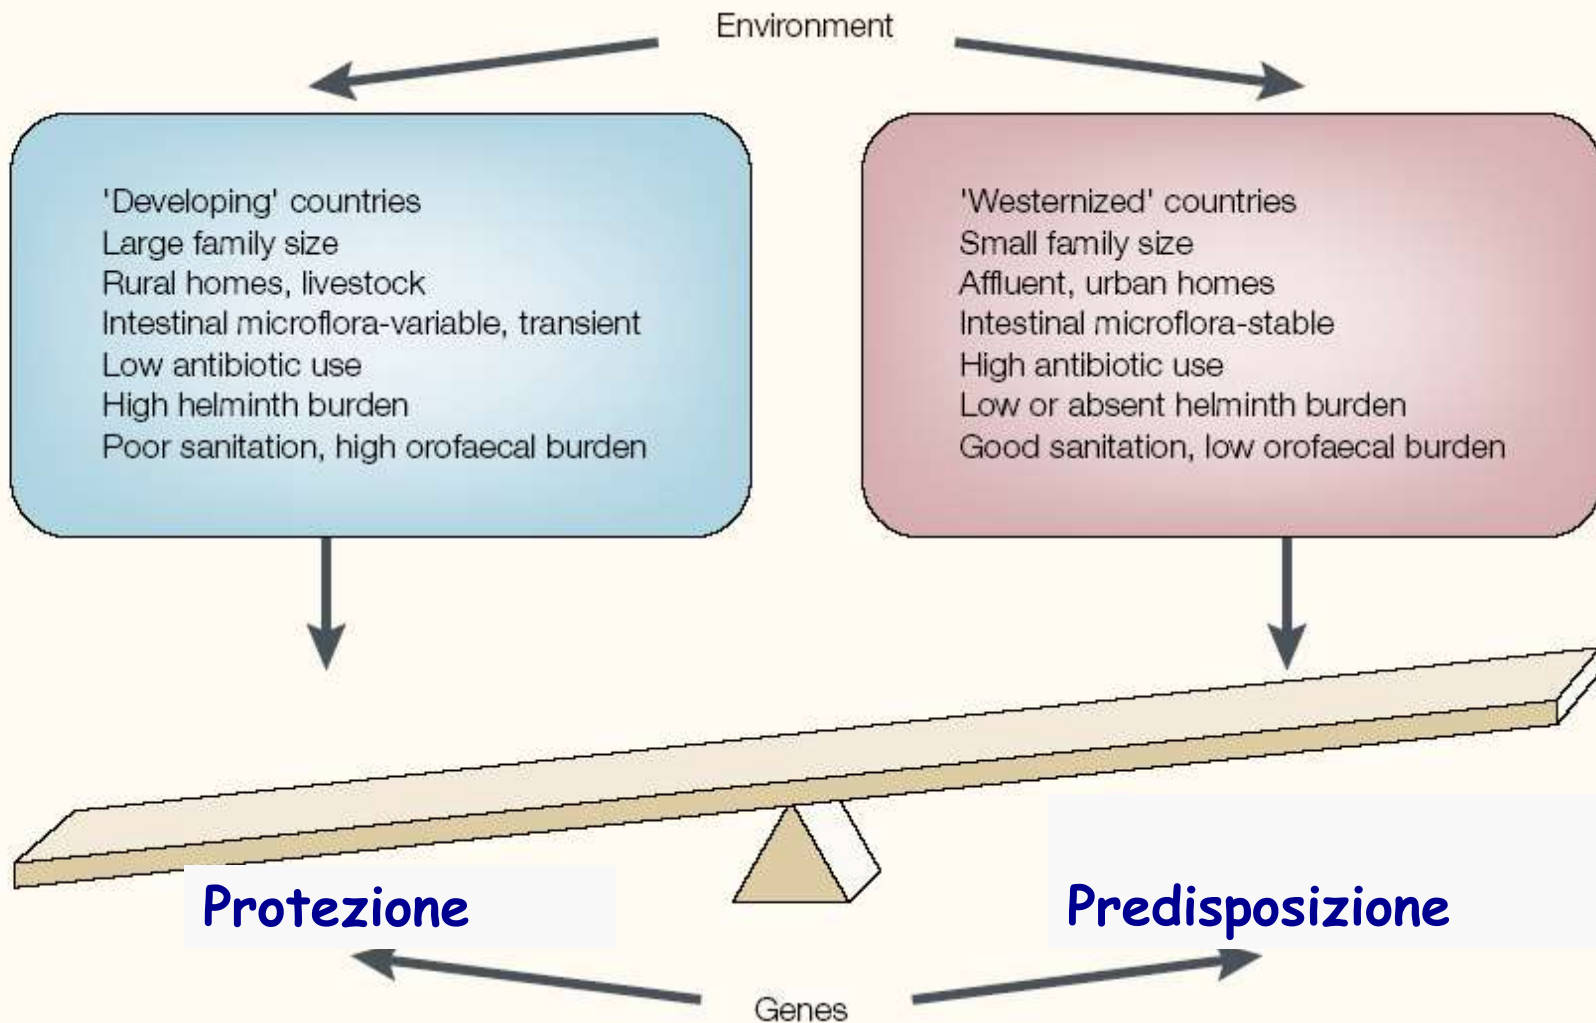 Environment
'Developing' countries
Large family size
Rural homes, livestock
Intestinal microflora-variable, transient
Low antibiotic use
High helminth burden
Poor sanitation, high orofaecal burden
'Westernized' countries
Small family size
Affluent, urban homes
Intestinal microflora-stable
High antibiotic use
Low or absent helminth burden
Good sanitation, low orofaecal burden
Protezione
Predisposizione
Genes